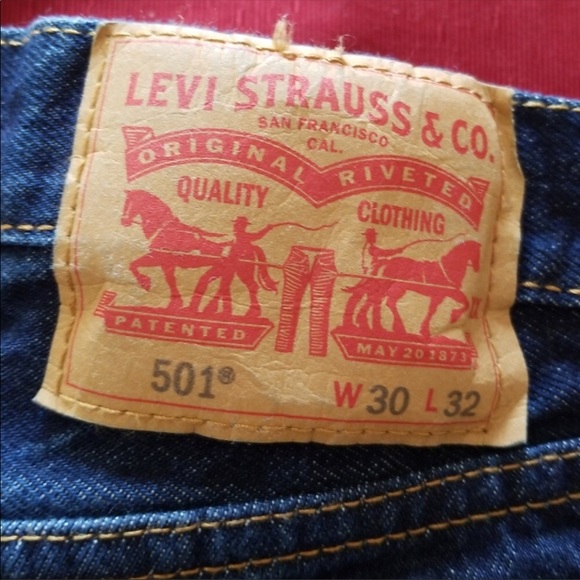 LEVI STRAUSS & CO.
SAN FRANCISCO
CAL.
ORIGINAL RIVETED
QUALITY CLOTHING
PATENTED MAY 20 1873
501® W 30 L 32